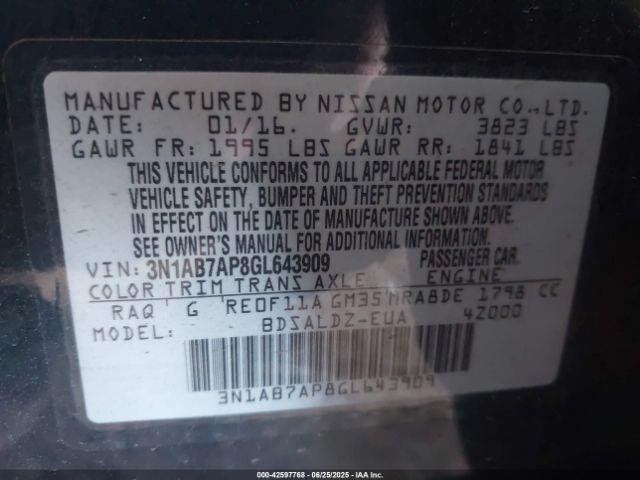 MANUFACTURED BY NISSAN MOTOR CO.,LTD.
DATE: 01/16. GVWR: 3823 LBS
GAWR FR: 1995 LBS GAWR RR: 1841 LBS
THIS VEHICLE CONFORMS TO ALL APPLICABLE FEDERAL MOTOR
VEHICLE SAFETY, BUMPER AND THEFT PREVENTION STANDARDS
IN EFFECT ON THE DATE OF MANUFACTURE SHOWN ABOVE.
SEE OWNER'S MANUAL FOR ADDITIONAL INFORMATION.
VIN: 3N1AB7AP8GL643909 PASSENGER CAR.
COLOR TRIM TRANS AXLE ENGINE
RAQ G RE0F11A GM35 MRA8DE 1798 CC
MODEL: BDSALDZ-EUA 4Z000
3N1AB7AP8GL643909
000-42597768 - 06/25/2025 - IAA Inc.